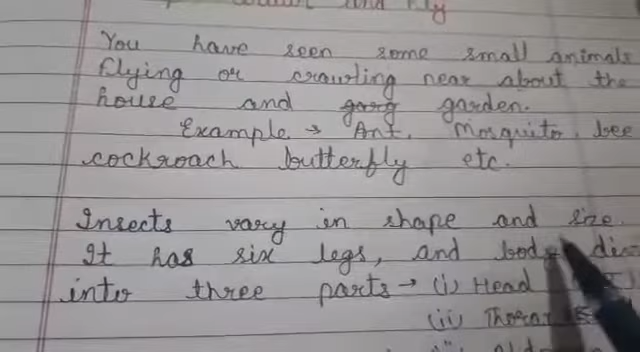 and Fly
You have seen some small animals
flying or crawling near about the
house and garg garden.
Example → Ant, Mosquito, bee
cockroach butterfly etc.
Insects vary in shape and size.
It has six legs, and body
into three parts → (i) Head
(ii)